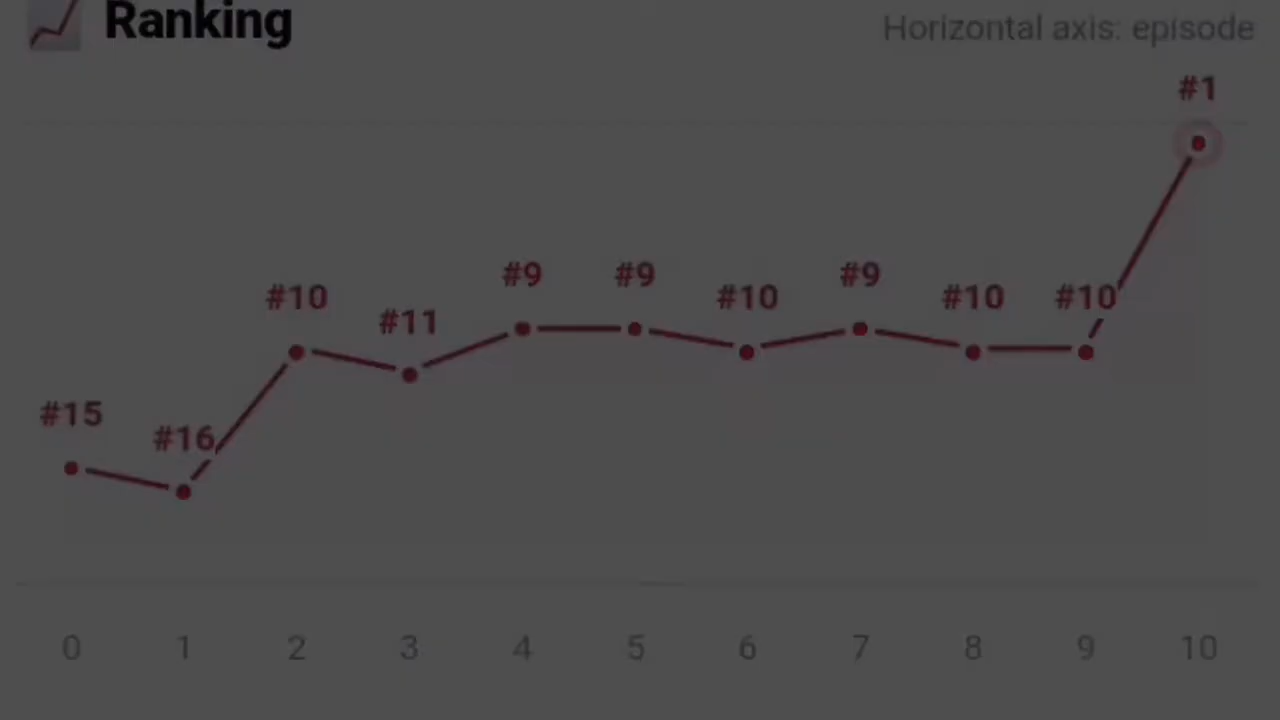 Ranking
Horizontal axis: episode
#1
#9 #9 #9
#10 #10 #10 #10
#11
#15
#16
0 1 2 3 4 5 6 7 8 9 10